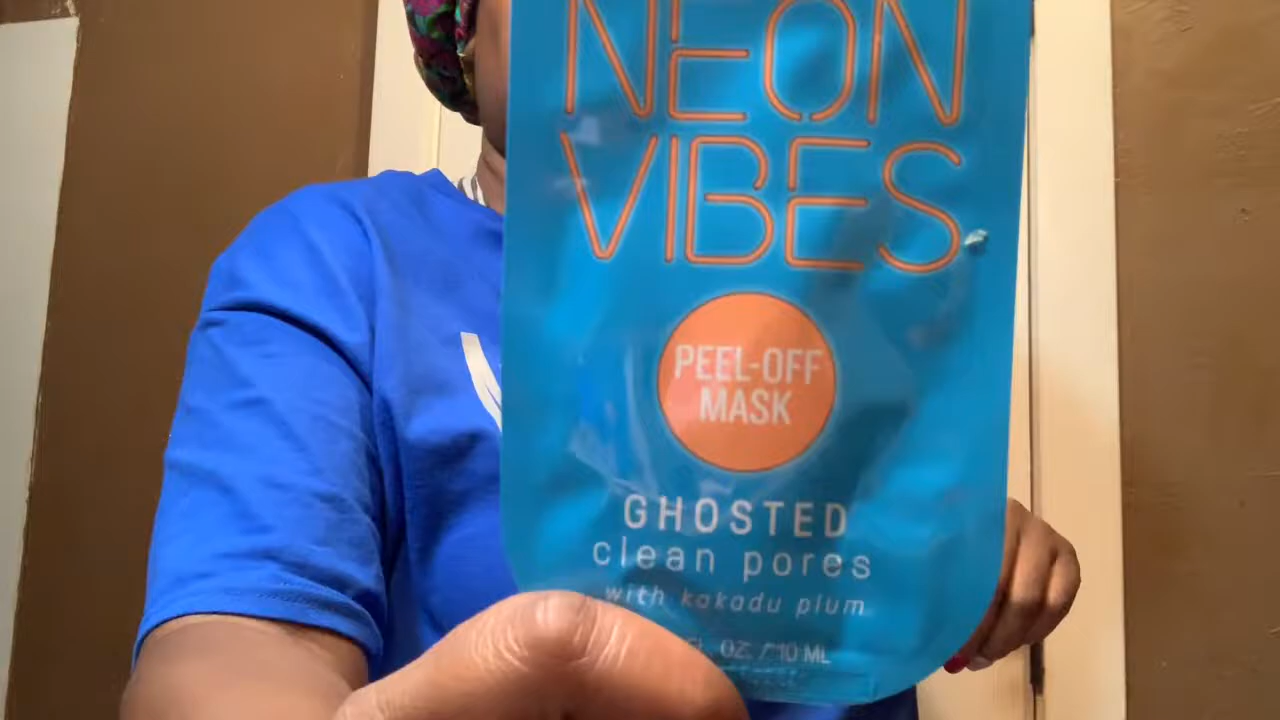 NEON
VIBES
PEEL-OFF
MASK
GHOSTED
clean pores
with kakadu plum
OZ. / 10 ML